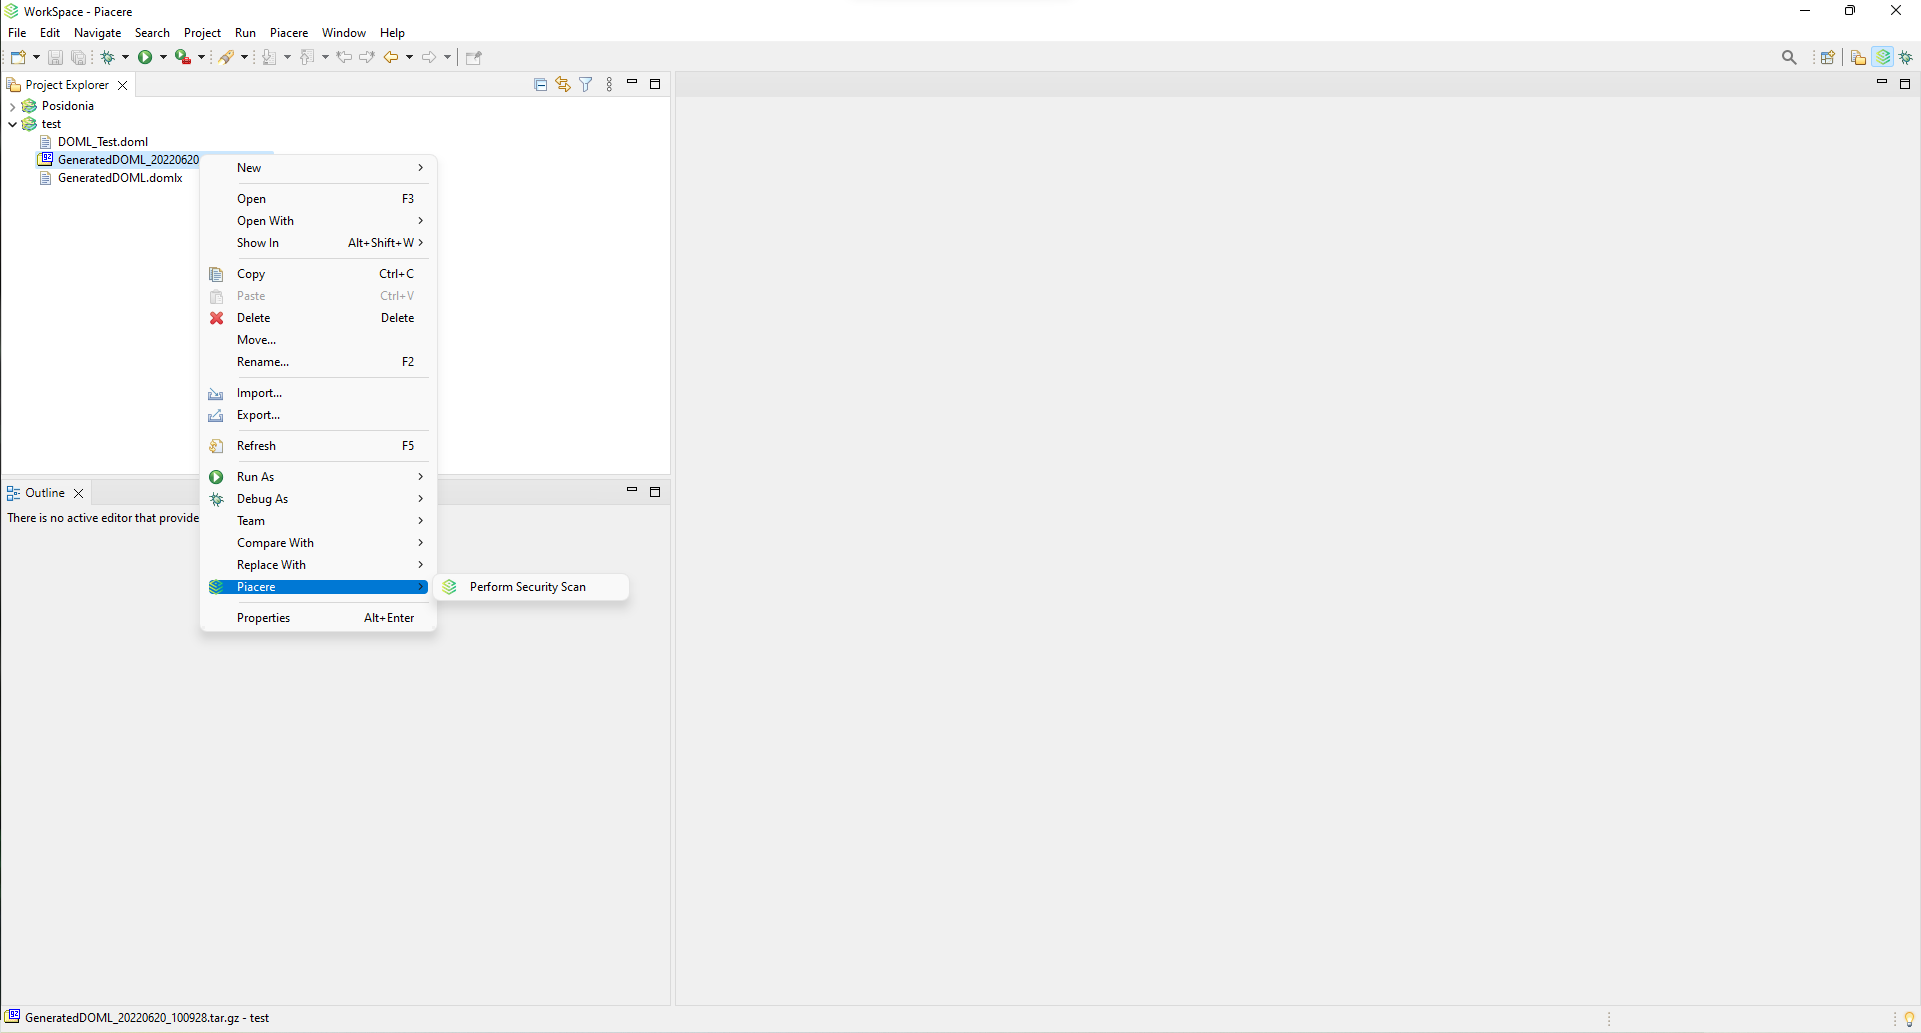 WorkSpace - Piacere
File Edit Navigate Search Project Run Piacere Window Help
Project Explorer
Posidonia
test
DOML_Test.doml
GeneratedDOML_20220620
GeneratedDOML.domlx
New
Open F3
Open With
Show In Alt+Shift+W
Copy Ctrl+C
Paste Ctrl+V
Delete Delete
Move...
Rename... F2
Import...
Export...
Refresh F5
Run As
Debug As
Team
Compare With
Replace With
Piacere
Properties Alt+Enter
Perform Security Scan
Outline
There is no active editor that provide
GeneratedDOML_20220620_100928.tar.gz - test